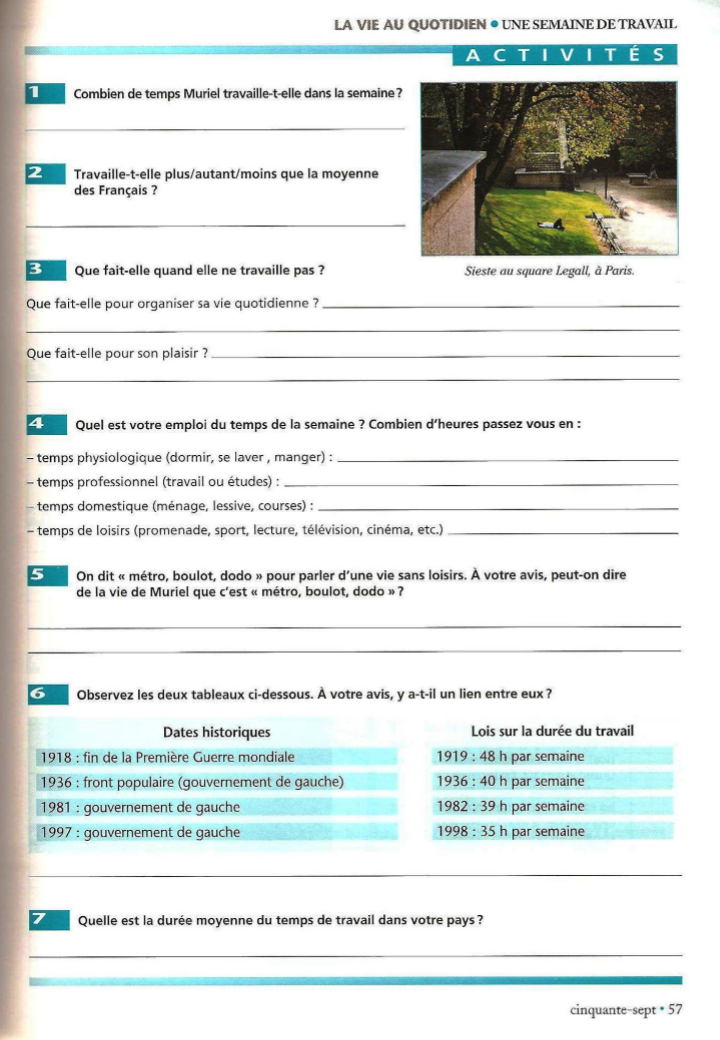 LA VIE AU QUOTIDIEN • UNE SEMAINE DE TRAVAIL
ACTIVITÉS
1 Combien de temps Muriel travaille-t-elle dans la semaine ?
2 Travaille-t-elle plus/autant/moins que la moyenne
des Français ?
Sieste au square Legall, à Paris.
3 Que fait-elle quand elle ne travaille pas ?
Que fait-elle pour organiser sa vie quotidienne ?
Que fait-elle pour son plaisir ?
4 Quel est votre emploi du temps de la semaine ? Combien d'heures passez vous en :
– temps physiologique (dormir, se laver , manger) :
– temps professionnel (travail ou études) :
– temps domestique (ménage, lessive, courses) :
– temps de loisirs (promenade, sport, lecture, télévision, cinéma, etc.)
5 On dit « métro, boulot, dodo » pour parler d'une vie sans loisirs. À votre avis, peut-on dire
de la vie de Muriel que c'est « métro, boulot, dodo » ?
6 Observez les deux tableaux ci-dessous. À votre avis, y a-t-il un lien entre eux ?
Dates historiques
1918 : fin de la Première Guerre mondiale
1936 : front populaire (gouvernement de gauche)
1981 : gouvernement de gauche
1997 : gouvernement de gauche
Lois sur la durée du travail
1919 : 48 h par semaine
1936 : 40 h par semaine
1982 : 39 h par semaine
1998 : 35 h par semaine
7 Quelle est la durée moyenne du temps de travail dans votre pays ?
cinquante-sept • 57